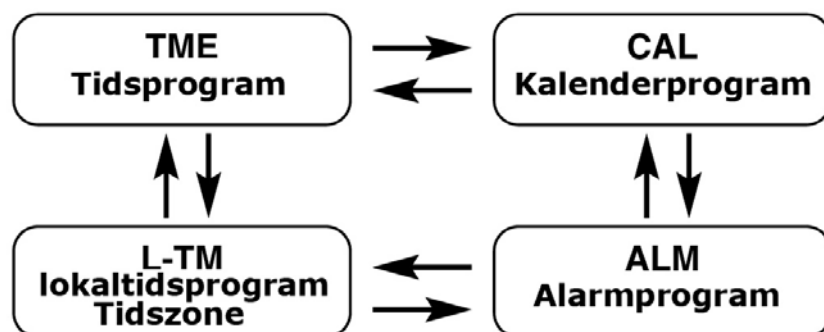 TME
Tidsprogram
CAL
Kalenderprogram
L-TM
lokaltidsprogram
Tidszone
ALM
Alarmprogram